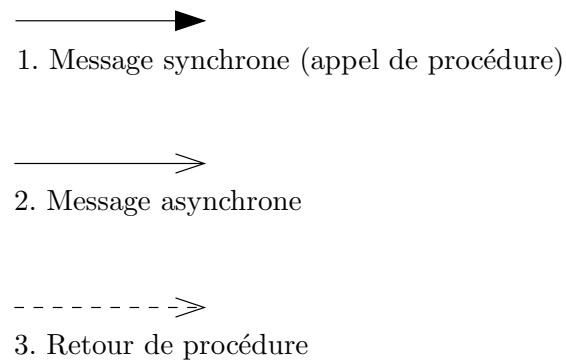 1. Message synchrone (appel de procédure)
2. Message asynchrone
3. Retour de procédure